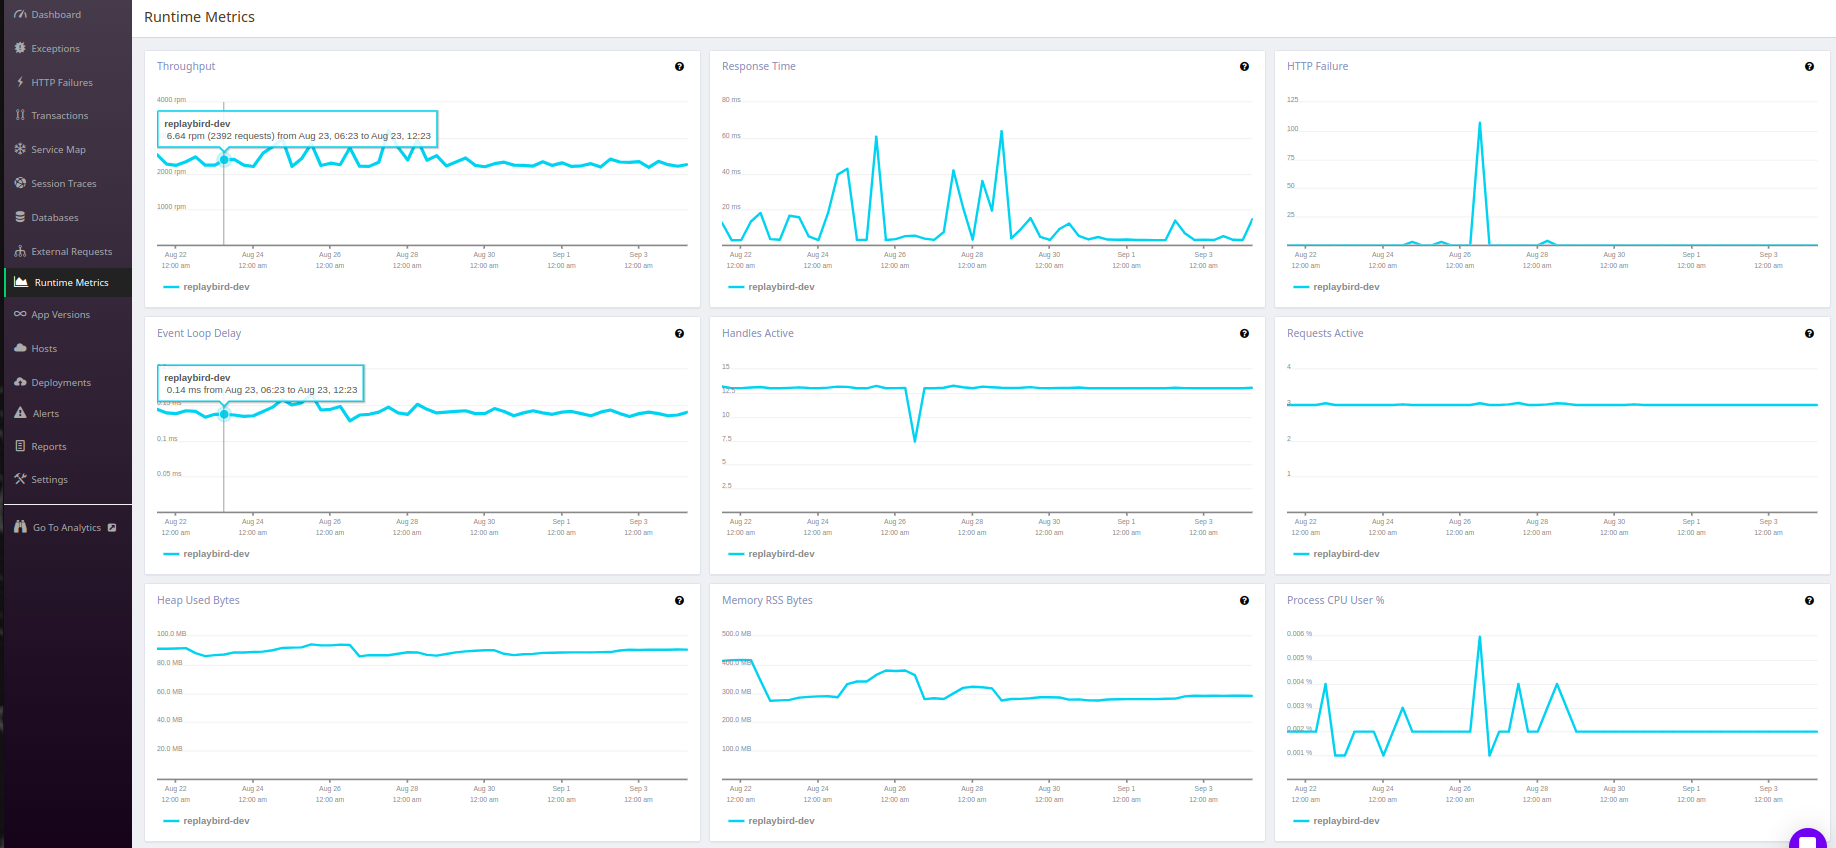 Dashboard
Exceptions
HTTP Failures
Transactions
Service Map
Session Traces
Databases
External Requests
Runtime Metrics
App Versions
Hosts
Deployments
Alerts
Reports
Settings
Go To Analytics
Runtime Metrics
Throughput
4000 rpm
replaybird-dev
6.64 rpm (2392 requests) from Aug 23, 06:23 to Aug 23, 12:23
2000 rpm
1000 rpm
Aug 22 Aug 24 Aug 26 Aug 28 Aug 30 Sep 1 Sep 3
12:00 am 12:00 am 12:00 am 12:00 am 12:00 am 12:00 am 12:00 am
replaybird-dev
Response Time
80 ms
60 ms
40 ms
20 ms
Aug 22 Aug 24 Aug 26 Aug 28 Aug 30 Sep 1 Sep 3
12:00 am 12:00 am 12:00 am 12:00 am 12:00 am 12:00 am 12:00 am
replaybird-dev
HTTP Failure
125
100
75
50
25
Aug 22 Aug 24 Aug 26 Aug 28 Aug 30 Sep 1 Sep 3
12:00 am 12:00 am 12:00 am 12:00 am 12:00 am 12:00 am 12:00 am
replaybird-dev
Event Loop Delay
replaybird-dev
0.14 ms from Aug 23, 06:23 to Aug 23, 12:23
0.15 ms
0.1 ms
0.05 ms
Aug 22 Aug 24 Aug 26 Aug 28 Aug 30 Sep 1 Sep 3
12:00 am 12:00 am 12:00 am 12:00 am 12:00 am 12:00 am 12:00 am
replaybird-dev
Handles Active
15
12.5
10
7.5
5
2.5
Aug 22 Aug 24 Aug 26 Aug 28 Aug 30 Sep 1 Sep 3
12:00 am 12:00 am 12:00 am 12:00 am 12:00 am 12:00 am 12:00 am
replaybird-dev
Requests Active
4
3
2
1
Aug 22 Aug 24 Aug 26 Aug 28 Aug 30 Sep 1 Sep 3
12:00 am 12:00 am 12:00 am 12:00 am 12:00 am 12:00 am 12:00 am
replaybird-dev
Heap Used Bytes
100.0 MB
80.0 MB
60.0 MB
40.0 MB
20.0 MB
Aug 22 Aug 24 Aug 26 Aug 28 Aug 30 Sep 1 Sep 3
12:00 am 12:00 am 12:00 am 12:00 am 12:00 am 12:00 am 12:00 am
replaybird-dev
Memory RSS Bytes
500.0 MB
400.0 MB
300.0 MB
200.0 MB
100.0 MB
Aug 22 Aug 24 Aug 26 Aug 28 Aug 30 Sep 1 Sep 3
12:00 am 12:00 am 12:00 am 12:00 am 12:00 am 12:00 am 12:00 am
replaybird-dev
Process CPU User %
0.006 %
0.005 %
0.004 %
0.003 %
0.002 %
0.001 %
Aug 22 Aug 24 Aug 26 Aug 28 Aug 30 Sep 1 Sep 3
12:00 am 12:00 am 12:00 am 12:00 am 12:00 am 12:00 am 12:00 am
replaybird-dev